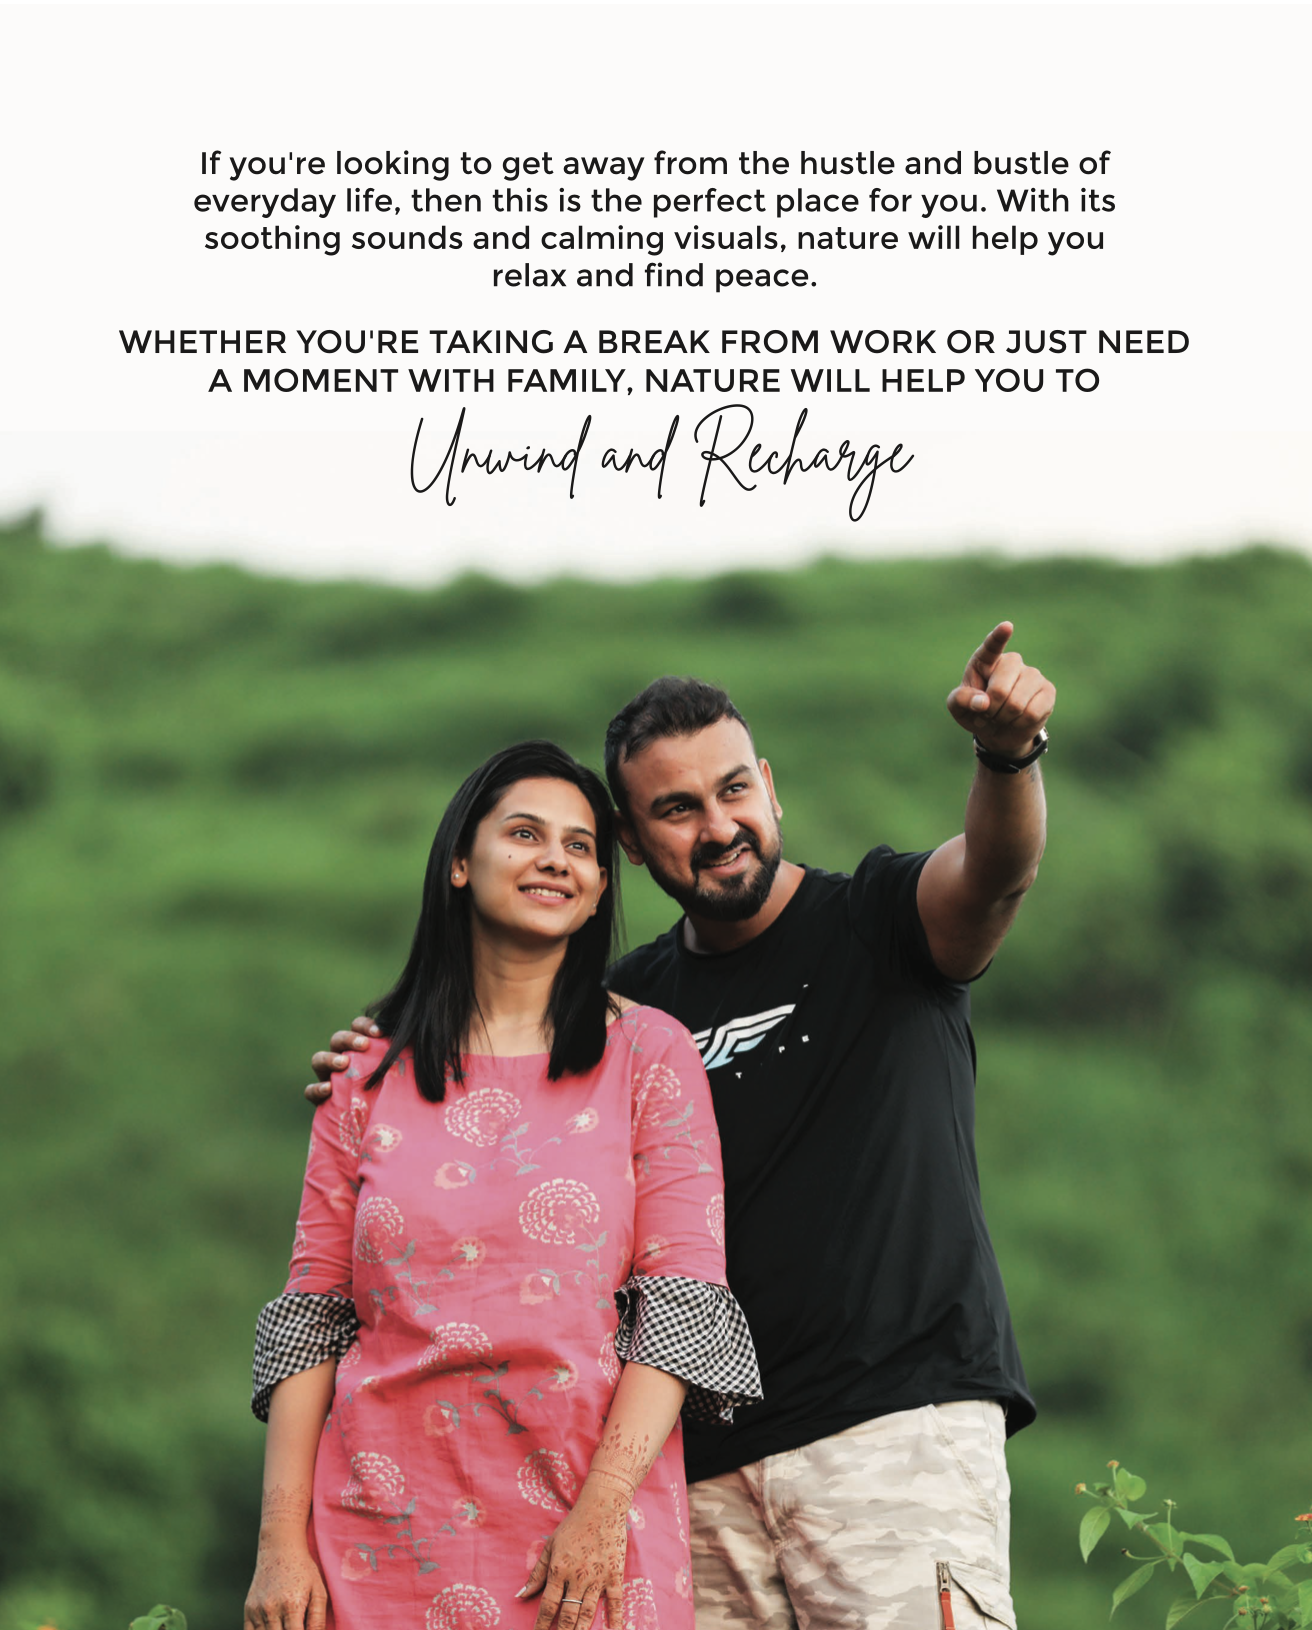 If you're looking to get away from the hustle and bustle of
everyday life, then this is the perfect place for you. With its
soothing sounds and calming visuals, nature will help you
relax and find peace.
WHETHER YOU'RE TAKING A BREAK FROM WORK OR JUST NEED
A MOMENT WITH FAMILY, NATURE WILL HELP YOU TO
Unwind and Recharge